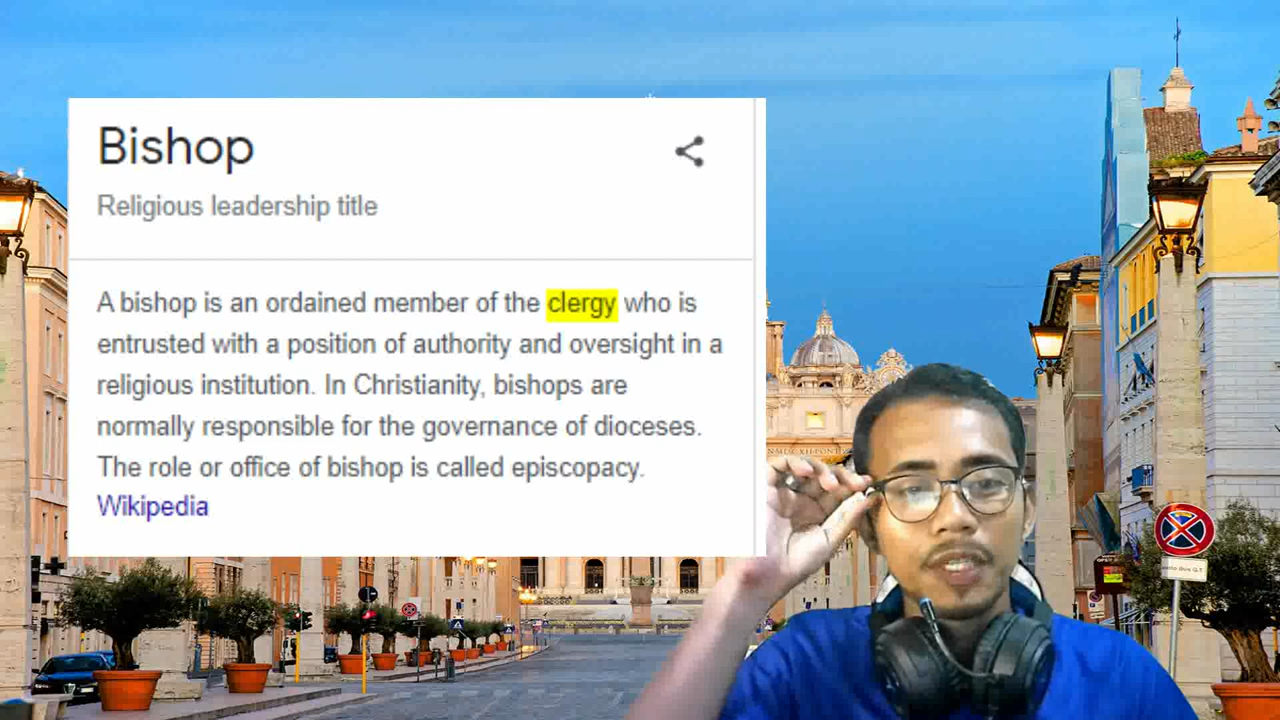 Bishop
Religious leadership title
A bishop is an ordained member of the clergy who is
entrusted with a position of authority and oversight in a
religious institution. In Christianity, bishops are
normally responsible for the governance of dioceses.
The role or office of bishop is called episcopacy.
Wikipedia